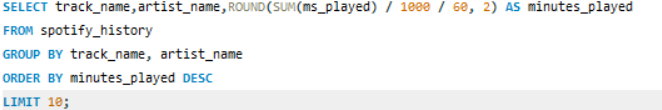 SELECT track_name,artist_name,ROUND(SUM(ms_played) / 1000 / 60, 2) AS minutes_played
FROM spotify_history
GROUP BY track_name, artist_name
ORDER BY minutes_played DESC
LIMIT 10;